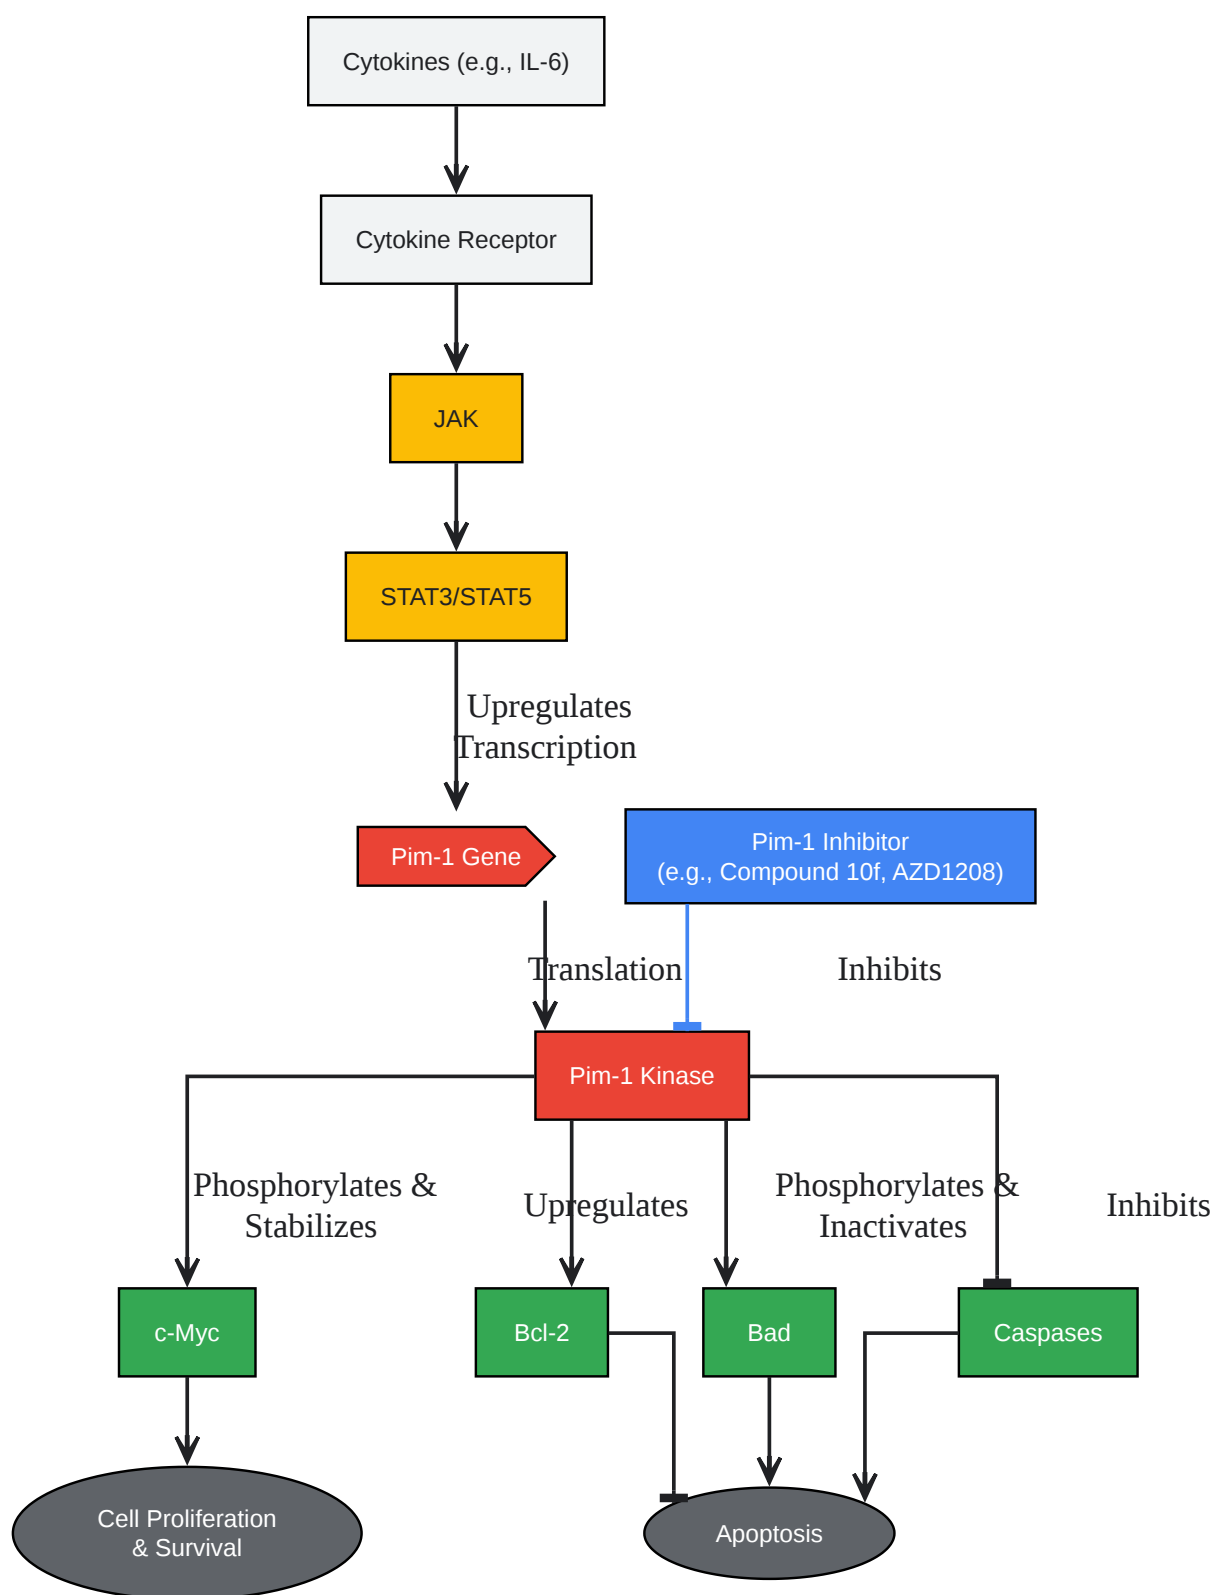 Cytokines (e.g., IL-6)
Cytokine Receptor
JAK
STAT3/STAT5
Upregulates
Transcription
Pim-1 Gene
Pim-1 Inhibitor
(e.g., Compound 10f, AZD1208)
Translation
Inhibits
Pim-1 Kinase
Phosphorylates &
Stabilizes
Upregulates
Phosphorylates &
Inactivates
Inhibits
c-Myc
Bcl-2
Bad
Caspases
Cell Proliferation
& Survival
Apoptosis